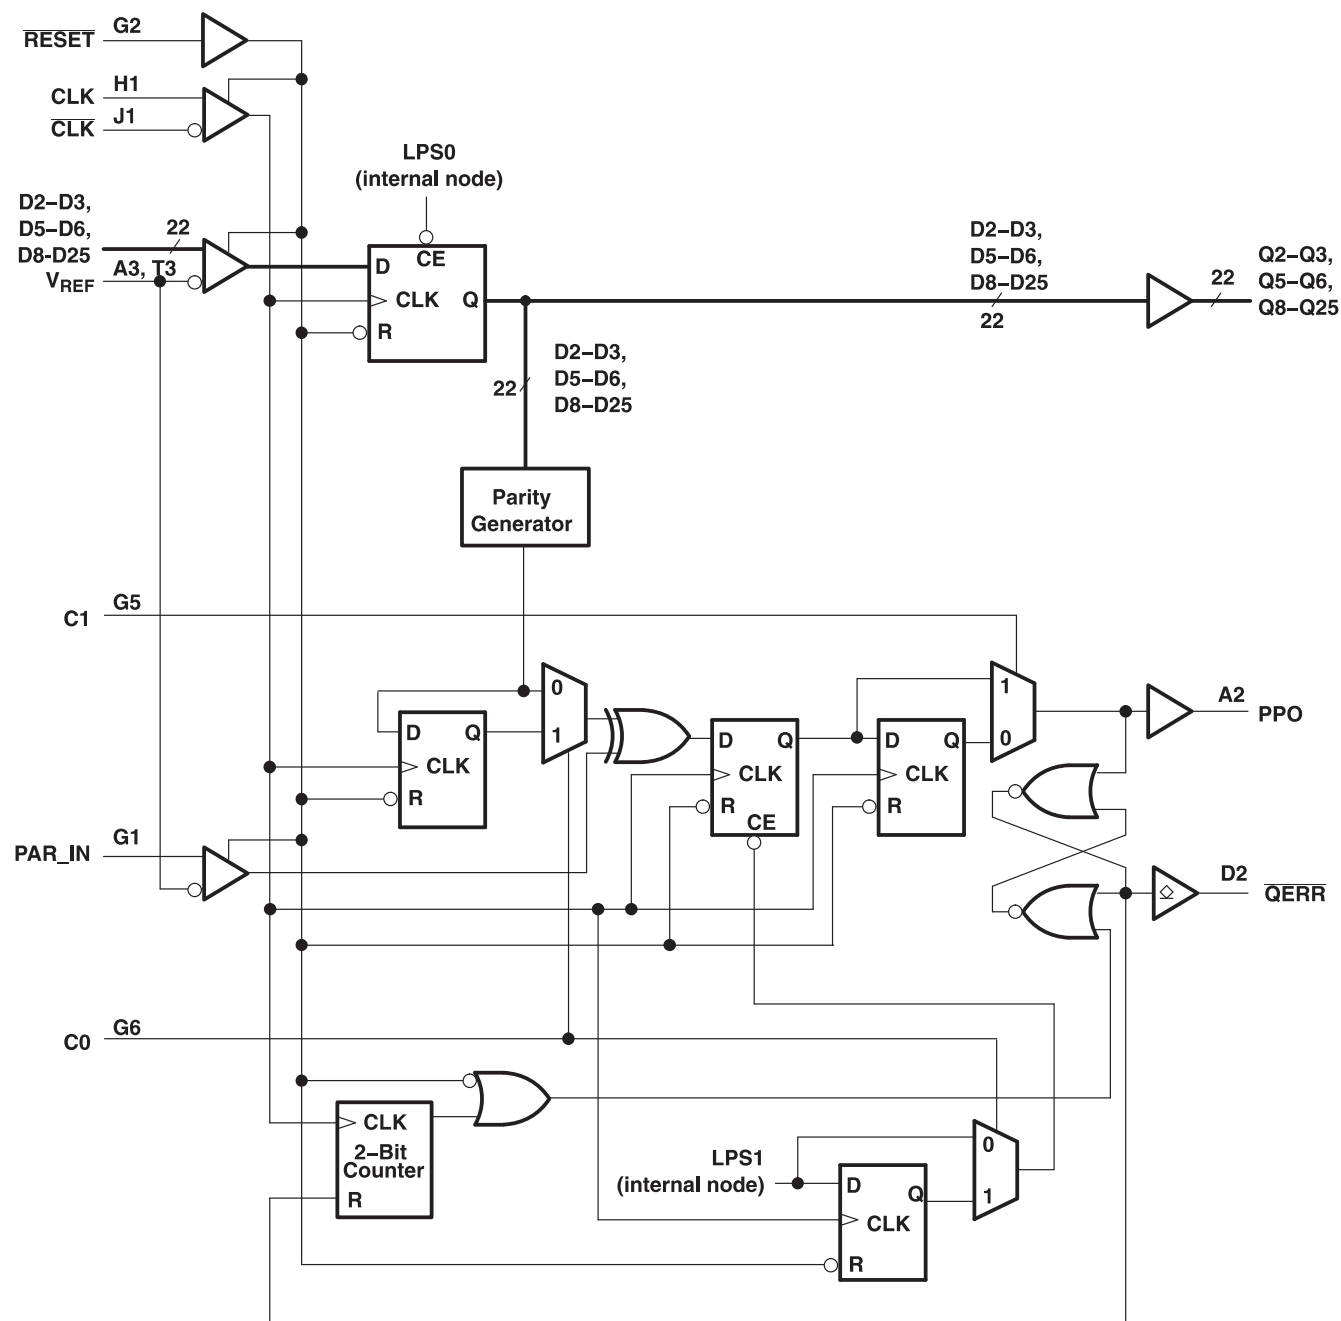 RESET G2
CLK H1
CLK J1
LPS0
(internal node)
D2–D3,
D5–D6,
D8-D25
22
VREF A3, T3
D
CE
CLK
Q
R
D2–D3,
D5–D6,
D8–D25
22
22
Q2–Q3,
Q5–Q6,
Q8–Q25
22
D2–D3,
D5–D6,
D8–D25
Parity
Generator
C1 G5
0
1
D
Q
CLK
R
D
Q
CLK
R
CE
D
Q
CLK
R
1
0
A2
PPO
PAR_IN G1
D2
QERR
C0 G6
CLK
2–Bit
Counter
R
LPS1
(internal node)
D
Q
CLK
R
0
1